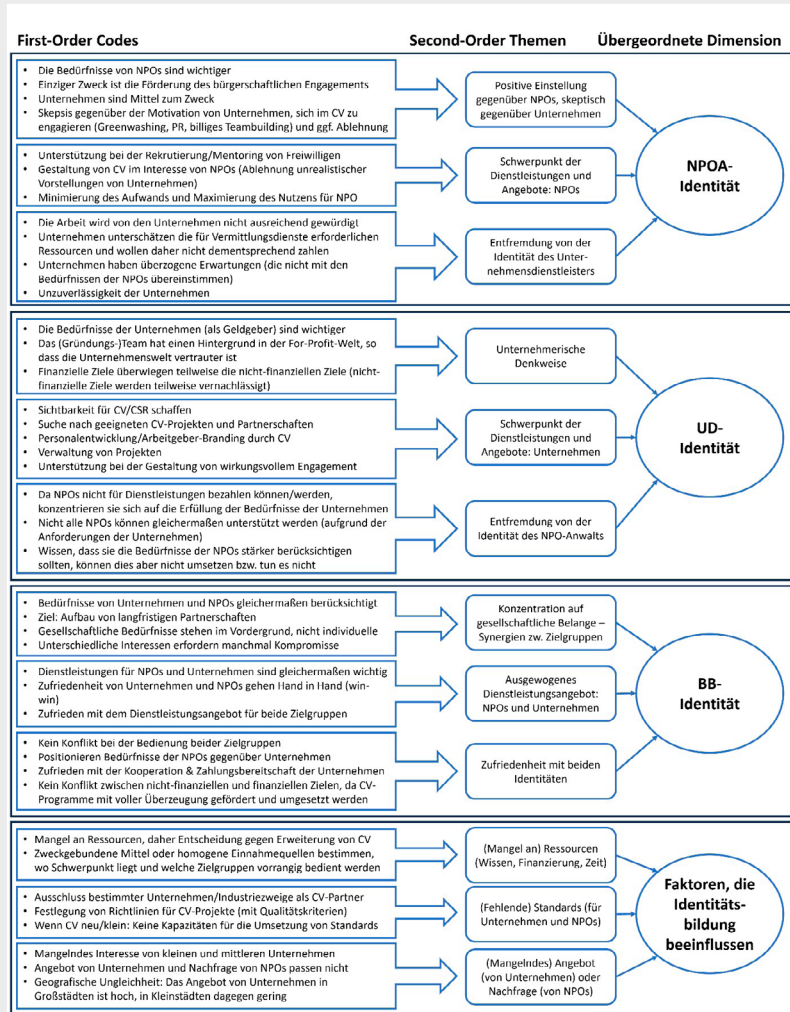 First-Order Codes
Second-Order Themen
Übergeordnete Dimension
• Die Bedürfnisse von NPOs sind wichtiger
• Einziger Zweck ist die Förderung des bürgerschaftlichen Engagements
• Unternehmen sind Mittel zum Zweck
• Skepsis gegenüber der Motivation von Unternehmen, sich im CV zu
engagieren (Greenwashing, PR, billiges Teambuilding) und ggf. Ablehnung
Positive Einstellung
gegenüber NPOs, skeptisch
gegenüber Unternehmen
• Unterstützung bei der Rekrutierung/Mentoring von Freiwilligen
• Gestaltung von CV im Interesse von NPOs (Ablehnung unrealistischer
Vorstellungen von Unternehmen)
• Minimierung des Aufwands und Maximierung des Nutzens für NPO
Schwerpunkt der
Dienstleistungen und
Angebote: NPOs
• Die Arbeit wird von den Unternehmen nicht ausreichend gewürdigt
• Unternehmen unterschätzen die für Vermittlungsdienste erforderlichen
Ressourcen und wollen daher nicht dementsprechend zahlen
• Unternehmen haben überzogene Erwartungen (die nicht mit den
Bedürfnissen der NPOs übereinstimmen)
• Unzuverlässigkeit der Unternehmen
Entfremdung von der
Identität des Unter-
nehmensdienstleisters
NPOA-
Identität
• Die Bedürfnisse der Unternehmen (als Geldgeber) sind wichtiger
• Das (Gründungs-)Team hat einen Hintergrund in der For-Profit-Welt, so
dass die Unternehmenswelt vertrauter ist
• Finanzielle Ziele überwiegen teilweise die nicht-finanziellen Ziele (nicht-
finanzielle Ziele werden teilweise vernachlässigt)
Unternehmerische
Denkweise
• Sichtbarkeit für CV/CSR schaffen
• Suche nach geeigneten CV-Projekten und Partnerschaften
• Personalentwicklung/Arbeitgeber-Branding durch CV
• Verwaltung von Projekten
• Unterstützung bei der Gestaltung von wirkungsvollem Engagement
Schwerpunkt der
Dienstleistungen und
Angebote: Unternehmen
• Da NPOs nicht für Dienstleistungen bezahlen können/werden,
konzentrieren sie sich auf die Erfüllung der Bedürfnisse der Unternehmen
• Nicht alle NPOs können gleichermaßen unterstützt werden (aufgrund der
Anforderungen der Unternehmen)
• Wissen, dass sie die Bedürfnisse der NPOs stärker berücksichtigen
sollten, können dies aber nicht umsetzen bzw. tun es nicht
Entfremdung von der
Identität des NPO-Anwalts
UD-
Identität
• Bedürfnisse von Unternehmen und NPOs gleichermaßen berücksichtigt
• Ziel: Aufbau von langfristigen Partnerschaften
• Gesellschaftliche Bedürfnisse stehen im Vordergrund, nicht individuelle
• Unterschiedliche Interessen erfordern manchmal Kompromisse
Konzentration auf
gesellschaftliche Belange –
Synergien zw. Zielgruppen
• Dienstleistungen für NPOs und Unternehmen sind gleichermaßen wichtig
• Zufriedenheit von Unternehmen und NPOs gehen Hand in Hand (win-
win)
• Zufrieden mit dem Dienstleistungsangebot für beide Zielgruppen
Ausgewogenes
Dienstleistungsangebot:
NPOs und Unternehmen
• Kein Konflikt bei der Bedienung beider Zielgruppen
• Positionieren Bedürfnisse der NPOs gegenüber Unternehmen
• Zufrieden mit der Kooperation & Zahlungsbereitschaft der Unternehmen
• Kein Konflikt zwischen nicht-finanziellen und finanziellen Zielen, da CV-
Programme mit voller Überzeugung gefördert und umgesetzt werden
Zufriedenheit mit beiden
Identitäten
BB-
Identität
• Mangel an Ressourcen, daher Entscheidung gegen Erweiterung von CV
• Zweckgebundene Mittel oder homogene Einnahmequellen bestimmen,
wo Schwerpunkt liegt und welche Zielgruppen vorrangig bedient werden
(Mangel an) Ressourcen
(Wissen, Finanzierung, Zeit)
• Ausschluss bestimmter Unternehmen/Industriezweige als CV-Partner
• Festlegung von Richtlinien für CV-Projekte (mit Qualitätskriterien)
• Wenn CV neu/klein: Keine Kapazitäten für die Umsetzung von Standards
(Fehlende) Standards (für
Unternehmen und NPOs)
• Mangelndes Interesse von kleinen und mittleren Unternehmen
• Angebot von Unternehmen und Nachfrage von NPOs passen nicht
• Geografische Ungleichheit: Das Angebot von Unternehmen in
Großstädten ist hoch, in Kleinstädten dagegen gering
(Mangelndes) Angebot
(von Unternehmen) oder
Nachfrage (von NPOs)
Faktoren, die
Identitäts-
bildung
beeinflussen